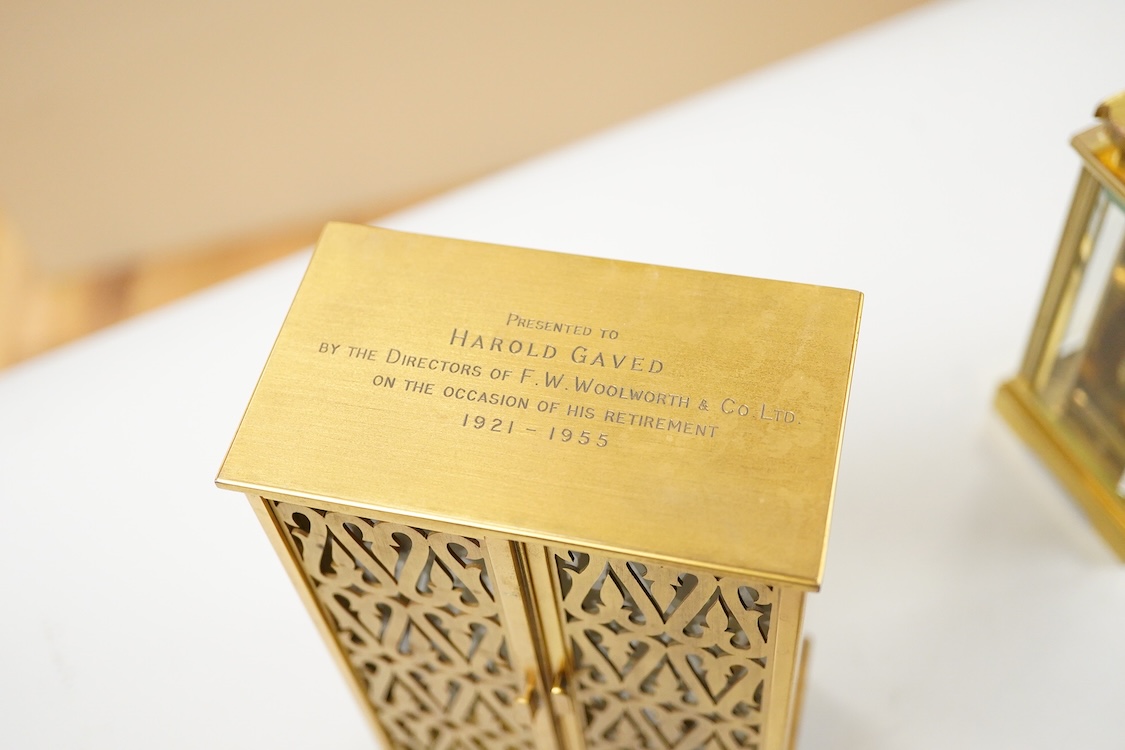 Presented to
Harold Gaved
by the Directors of F.W.Woolworth & Co.Ltd.
on the occasion of his retirement
1921 – 1955